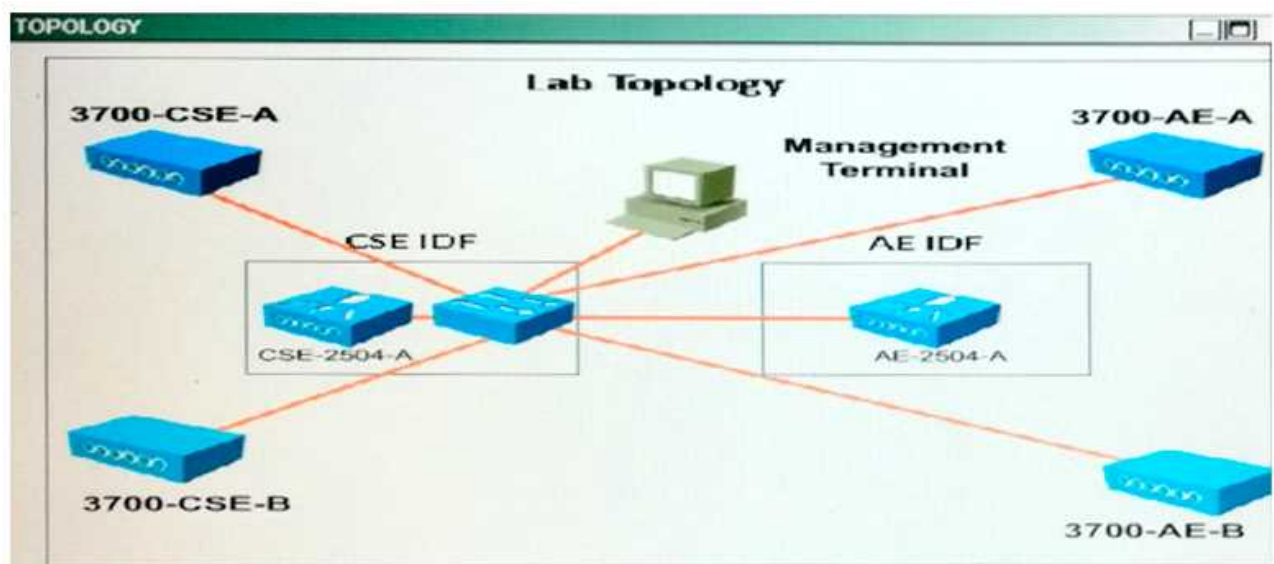 TOPOLOGY
Lab Topology
3700-CSE-A
3700-AE-A
Management
Terminal
CSE IDF
AE IDF
CSE-2504-A
AE-2504-A
3700-CSE-B
3700-AE-B